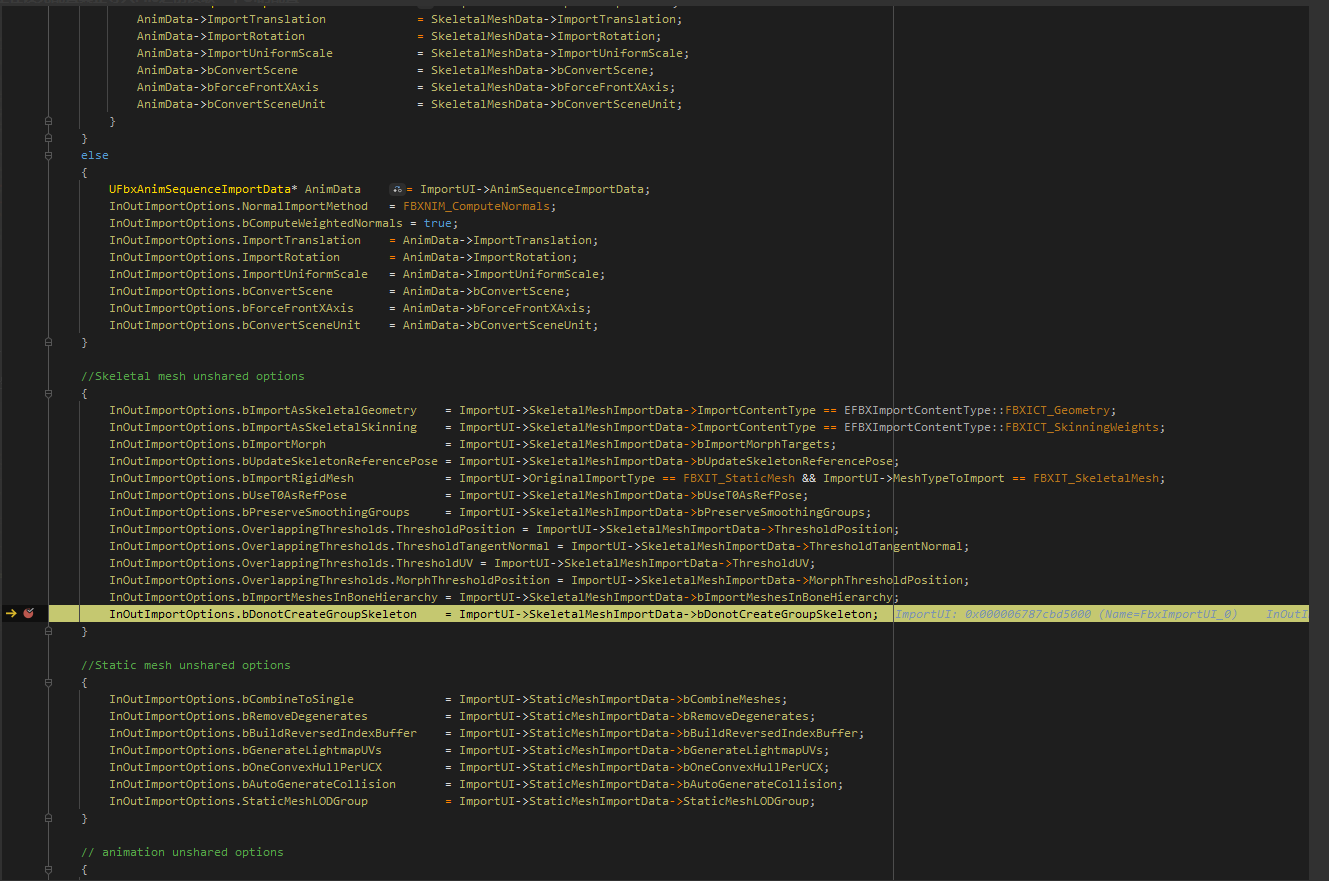 AnimData->ImportTranslation = SkeletalMeshData->ImportTranslation;
AnimData->ImportRotation = SkeletalMeshData->ImportRotation;
AnimData->ImportUniformScale = SkeletalMeshData->ImportUniformScale;
AnimData->bConvertScene = SkeletalMeshData->bConvertScene;
AnimData->bForceFrontXAxis = SkeletalMeshData->bForceFrontXAxis;
AnimData->bConvertSceneUnit = SkeletalMeshData->bConvertSceneUnit;
}
}
else
{
UFbxAnimSequenceImportData* AnimData = ImportUI->AnimSequenceImportData;
InOutImportOptions.NormalImportMethod = FBXNIM_ComputeNormals;
InOutImportOptions.bComputeWeightedNormals = true;
InOutImportOptions.ImportTranslation = AnimData->ImportTranslation;
InOutImportOptions.ImportRotation = AnimData->ImportRotation;
InOutImportOptions.ImportUniformScale = AnimData->ImportUniformScale;
InOutImportOptions.bConvertScene = AnimData->bConvertScene;
InOutImportOptions.bForceFrontXAxis = AnimData->bForceFrontXAxis;
InOutImportOptions.bConvertSceneUnit = AnimData->bConvertSceneUnit;
}
//Skeletal mesh unshared options
{
InOutImportOptions.bImportAsSkeletalGeometry = ImportUI->SkeletalMeshImportData->ImportContentType == EFBXImportContentType::FBXICT_Geometry;
InOutImportOptions.bImportAsSkeletalSkinning = ImportUI->SkeletalMeshImportData->ImportContentType == EFBXImportContentType::FBXICT_SkinningWeights;
InOutImportOptions.bImportMorph = ImportUI->SkeletalMeshImportData->bImportMorphTargets;
InOutImportOptions.bUpdateSkeletonReferencePose = ImportUI->SkeletalMeshImportData->bUpdateSkeletonReferencePose;
InOutImportOptions.bImportRigidMesh = ImportUI->OriginalImportType == FBXIT_StaticMesh && ImportUI->MeshTypeToImport == FBXIT_SkeletalMesh;
InOutImportOptions.bUseT0AsRefPose = ImportUI->SkeletalMeshImportData->bUseT0AsRefPose;
InOutImportOptions.bPreserveSmoothingGroups = ImportUI->SkeletalMeshImportData->bPreserveSmoothingGroups;
InOutImportOptions.OverlappingThresholds.ThresholdPosition = ImportUI->SkeletalMeshImportData->ThresholdPosition;
InOutImportOptions.OverlappingThresholds.ThresholdTangentNormal = ImportUI->SkeletalMeshImportData->ThresholdTangentNormal;
InOutImportOptions.OverlappingThresholds.ThresholdUV = ImportUI->SkeletalMeshImportData->ThresholdUV;
InOutImportOptions.OverlappingThresholds.MorphThresholdPosition = ImportUI->SkeletalMeshImportData->MorphThresholdPosition;
InOutImportOptions.bImportMeshesInBoneHierarchy = ImportUI->SkeletalMeshImportData->bImportMeshesInBoneHierarchy;
InOutImportOptions.bDonotCreateGroupSkeleton = ImportUI->SkeletalMeshImportData->bDonotCreateGroupSkeleton; ImportUI: 0x000006787cbd5000 (Name=FbxImportUI_0) InOutI
}
//Static mesh unshared options
{
InOutImportOptions.bCombineToSingle = ImportUI->StaticMeshImportData->bCombineMeshes;
InOutImportOptions.bRemoveDegenerates = ImportUI->StaticMeshImportData->bRemoveDegenerates;
InOutImportOptions.bBuildReversedIndexBuffer = ImportUI->StaticMeshImportData->bBuildReversedIndexBuffer;
InOutImportOptions.bGenerateLightmapUVs = ImportUI->StaticMeshImportData->bGenerateLightmapUVs;
InOutImportOptions.bOneConvexHullPerUCX = ImportUI->StaticMeshImportData->bOneConvexHullPerUCX;
InOutImportOptions.bAutoGenerateCollision = ImportUI->StaticMeshImportData->bAutoGenerateCollision;
InOutImportOptions.StaticMeshLODGroup = ImportUI->StaticMeshImportData->StaticMeshLODGroup;
}
// animation unshared options
{